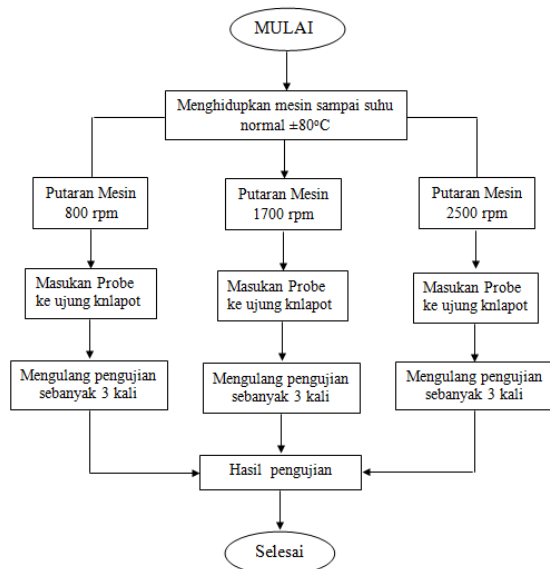 MULAI
Menghidupkan mesin sampai suhu
normal ±80°C
Putaran Mesin
800 rpm
Putaran Mesin
1700 rpm
Putaran Mesin
2500 rpm
Masukan Probe
ke ujung knlapot
Masukan Probe
ke ujung knlapot
Masukan Probe
ke ujung knlapot
Mengulang pengujian
sebanyak 3 kali
Mengulang pengujian
sebanyak 3 kali
Mengulang pengujian
sebanyak 3 kali
Hasil pengujian
Selesai